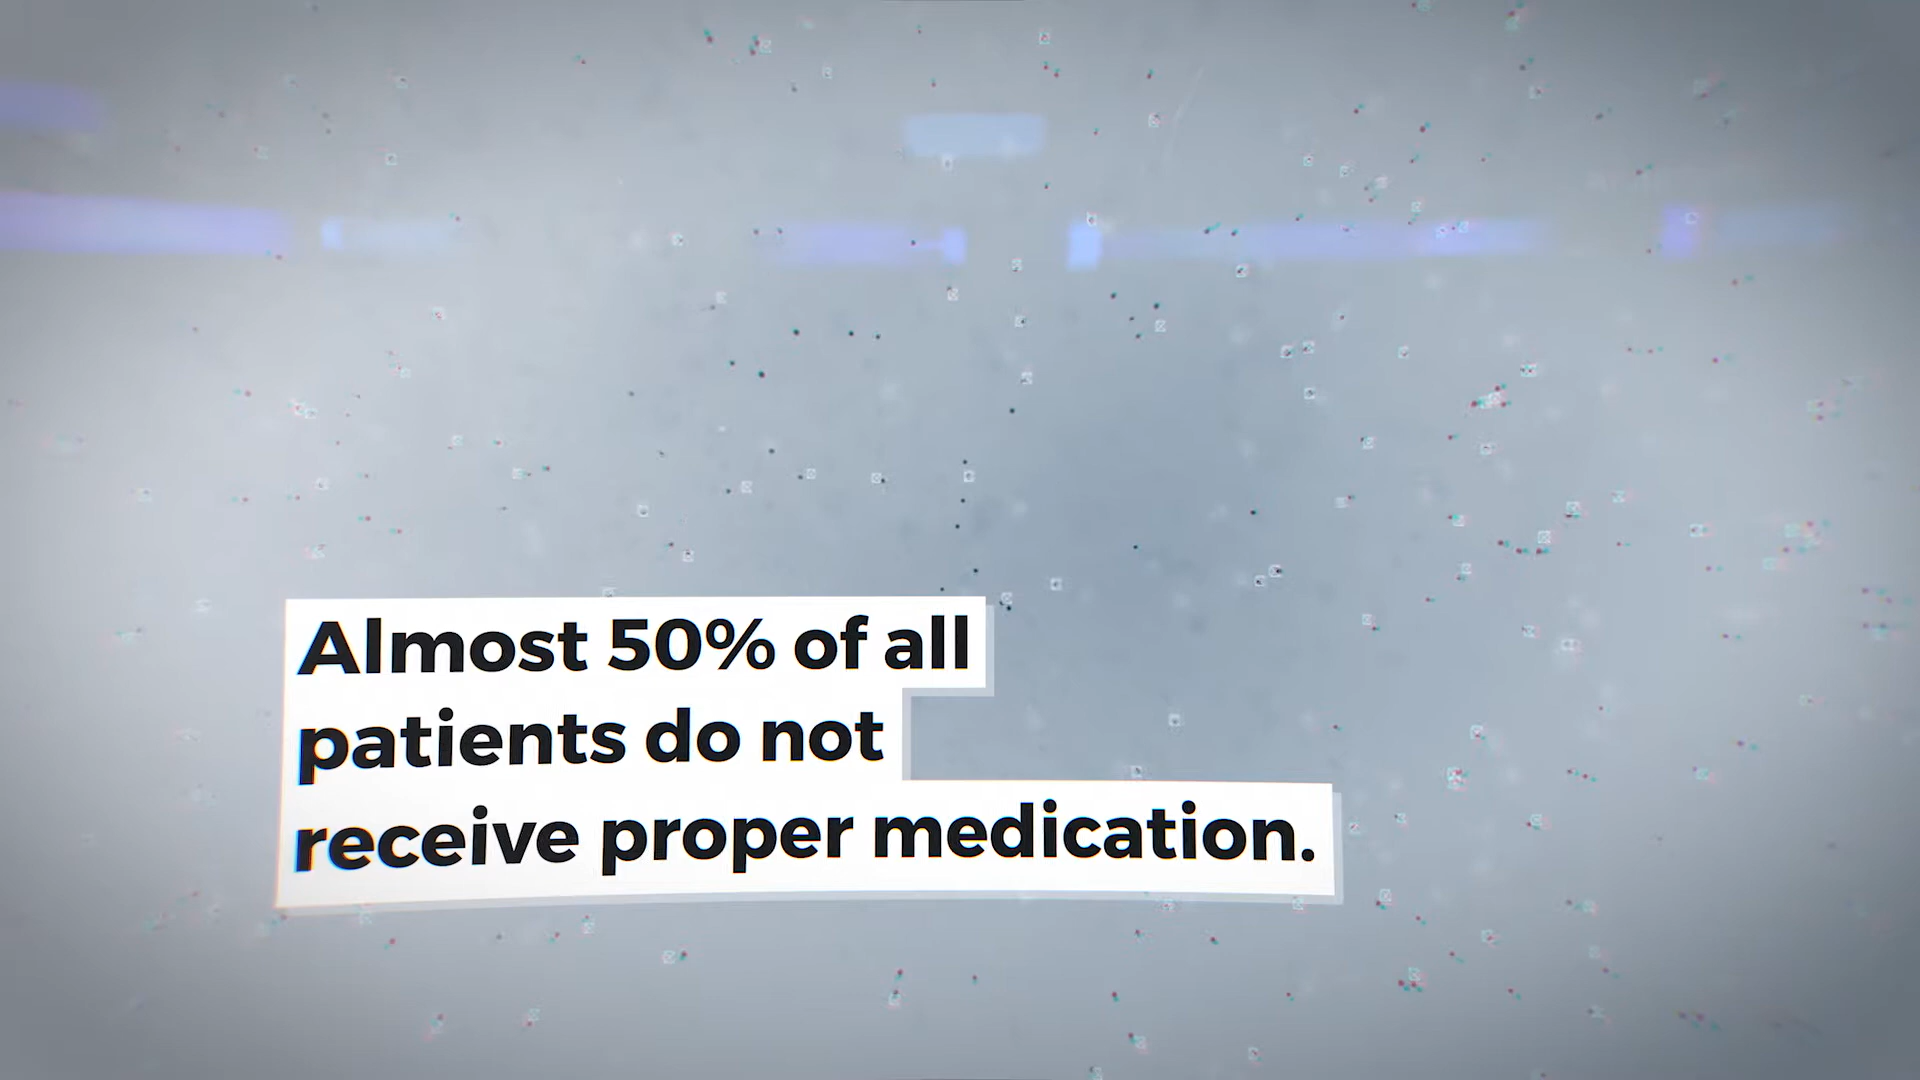 Almost 50% of all
patients do not
receive proper medication.